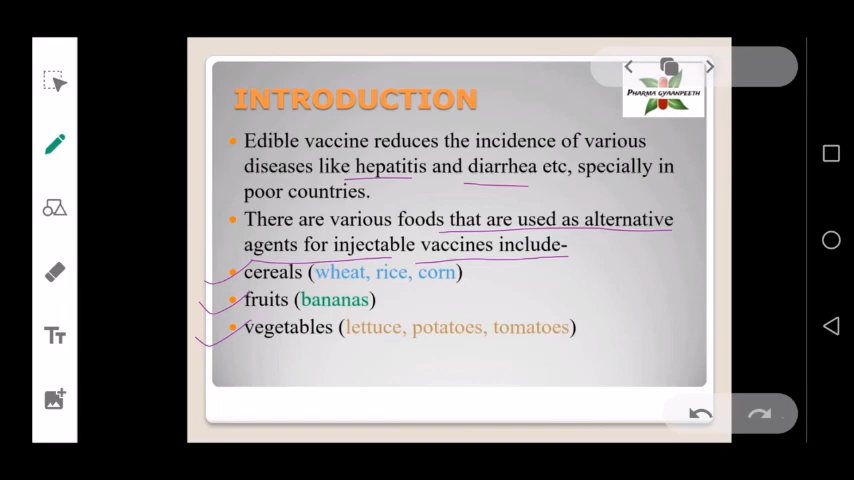 INTRODUCTION
PHARMA GYAANPEETH
Edible vaccine reduces the incidence of various
diseases like hepatitis and diarrhea etc, specially in
poor countries.
There are various foods that are used as alternative
agents for injectable vaccines include-
cereals (wheat, rice, corn)
fruits (bananas)
vegetables (lettuce, potatoes, tomatoes)
TT